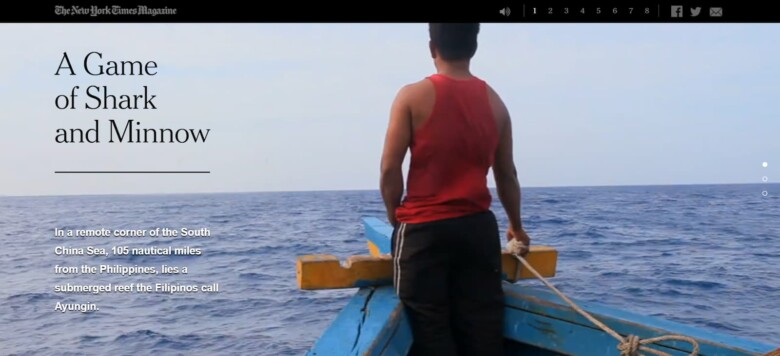 The New York Times Magazine
1 2 3 4 5 6 7 8
A Game
of Shark
and Minnow
In a remote corner of the South
China Sea, 105 nautical miles
from the Philippines, lies a
submerged reef the Filipinos call
Ayungin.